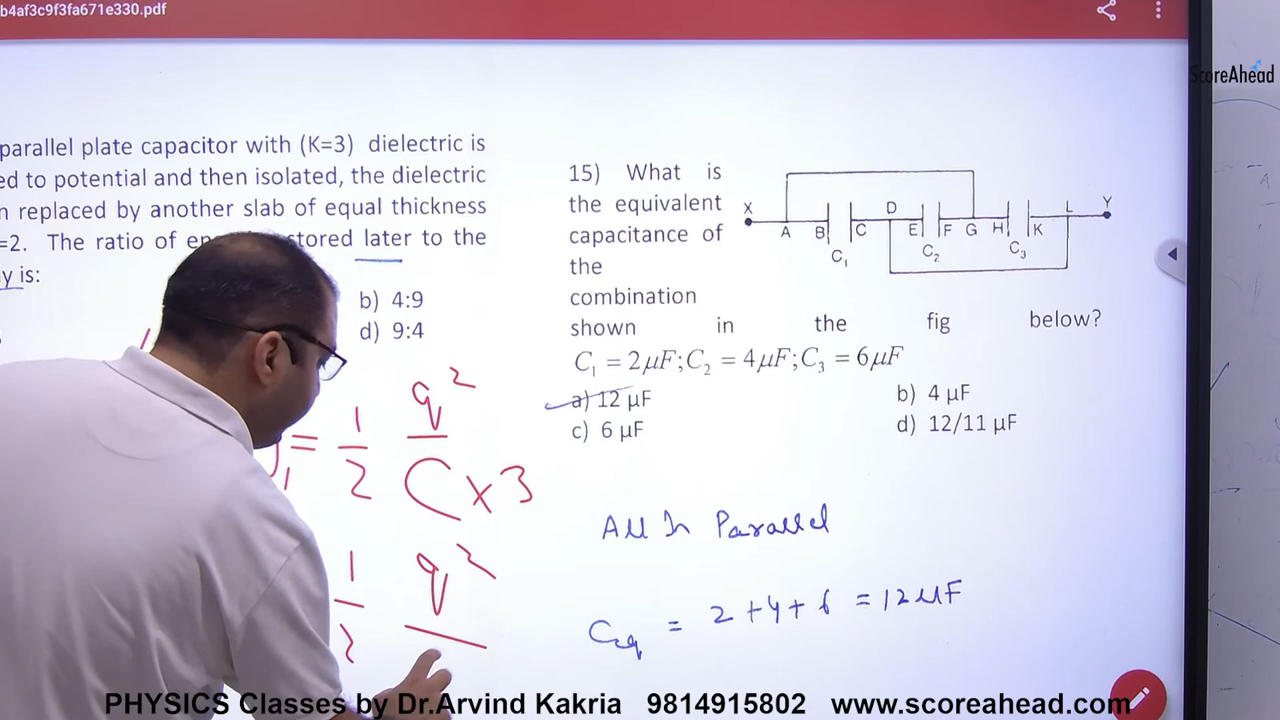 b4af3c9f3fa671e330.pdf
ScoreAhead
parallel plate capacitor with (K=3) dielectric is
ed to potential and then isolated, the dielectric
n replaced by another slab of equal thickness
=2. The ratio of en stored later to the
y is:
b) 4:9
d) 9:4
= 1/2 q²/C×3
1/2 q²
15) What is
the equivalent
capacitance of
the
combination
shown in the fig below?
X A B C D E F G H K L Y
C₁ C₂ C₃
C₁ = 2μF;C₂ = 4μF;C₃ = 6μF
a) 12 μF b) 4 μF
c) 6 μF d) 12/11 μF
All In Parallel
Ceq = 2+4+6 = 12μF
PHYSICS Classes by Dr.Arvind Kakria 9814915802 www.scoreahead.com